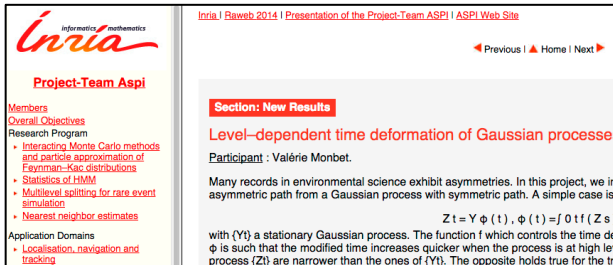 informatics mathematics
Inria
Inria | Raweb 2014 | Presentation of the Project-Team ASPI | ASPI Web Site
Previous | Home | Next
Project-Team Aspi
Members
Overall Objectives
Research Program
Interacting Monte Carlo methods
and particle approximation of
Feynman–Kac distributions
Statistics of HMM
Multilevel splitting for rare event
simulation
Nearest neighbor estimates
Application Domains
Localisation, navigation and
tracking
Section: New Results
Level–dependent time deformation of Gaussian processe
Participant : Valérie Monbet.
Many records in environmental science exhibit asymmetries. In this project, we i
asymmetric path from a Gaussian process with symmetric path. A simple case is
Z t = Y φ ( t ) , φ ( t ) = ∫ 0 t f ( Z s
with {Yt} a stationary Gaussian process. The function f which controls the time de
φ is such that the modified time increases quicker when the process is at high le
process {Zt} are narrower than the ones of {Yt}. The opposite holds true for the tr